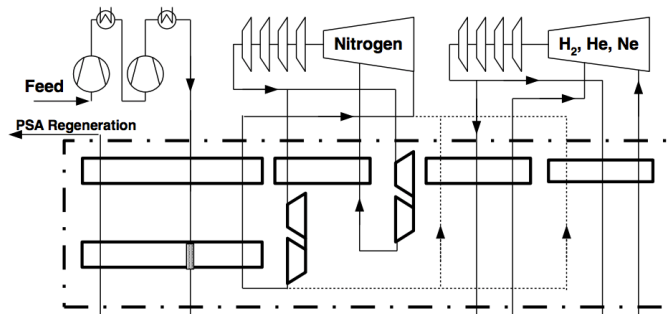 Nitrogen
H₂, He, Ne
Feed
PSA Regeneration